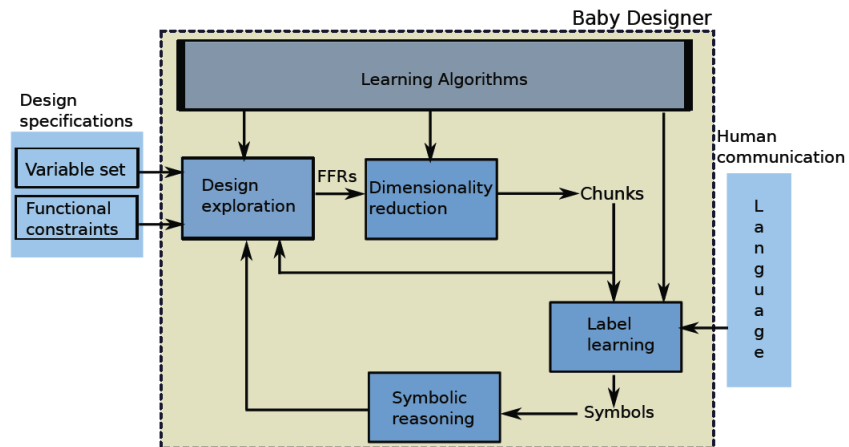 Baby Designer
Learning Algorithms
Design
specifications
Variable set
Functional
constraints
Design
exploration
FFRs
Dimensionality
reduction
Chunks
Human
communication
Language
Label
learning
Symbols
Symbolic
reasoning